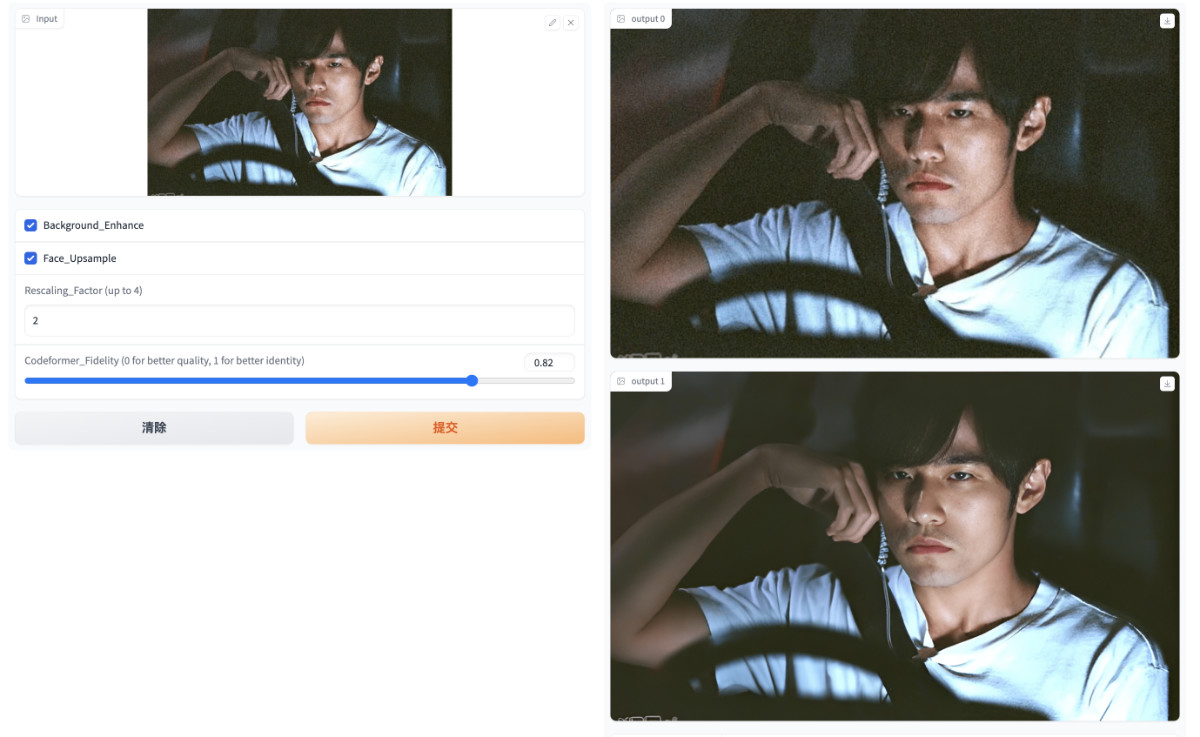 Input
Background_Enhance
Face_Upsample
Rescaling_Factor (up to 4)
2
Codeformer_Fidelity (0 for better quality, 1 for better identity)
0.82
清除
提交
output 0
output 1